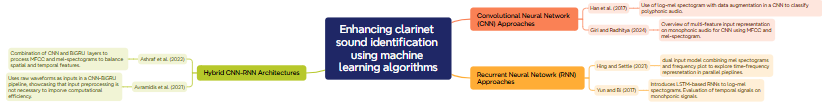 Enhancing clarinet
sound identification
using machine
learning algorithms
Convolutional Neural Network
(CNN) Approaches
Han et al. (2017)
Use of log-mel spectogram with data augmentation in a CNN to classify
polyphonic audio.
Giri and Radhitya (2024)
Overview of multi-feature input representation
on monophonic audio for CNN using MFCC and
mel-spectogram.
Recurrent Neural Network (RNN)
Approaches
Hing and Settle (2021)
dual input model combining mel spectrograms
and frequency plot to explore time-frequency
representation in parallel pieplines.
Yun and Bi (2017)
Introduces LSTM-based RNNs to log-mel
spectrograms. Evaluation of temporal signals on
monohponic signals.
Hybrid CNN-RNN Architectures
Ashraf et al. (2022)
Combination of CNN and BiGRU layers to
process MFCC and mel-spectrograms to balance
spatial and temporal features.
Avramidis et al. (2021)
Uses raw waveforms as inputs in a CNN-BiGRU
pipeline, showcasing that input preprocessing is
not necessary to imporve computational
efficiency.